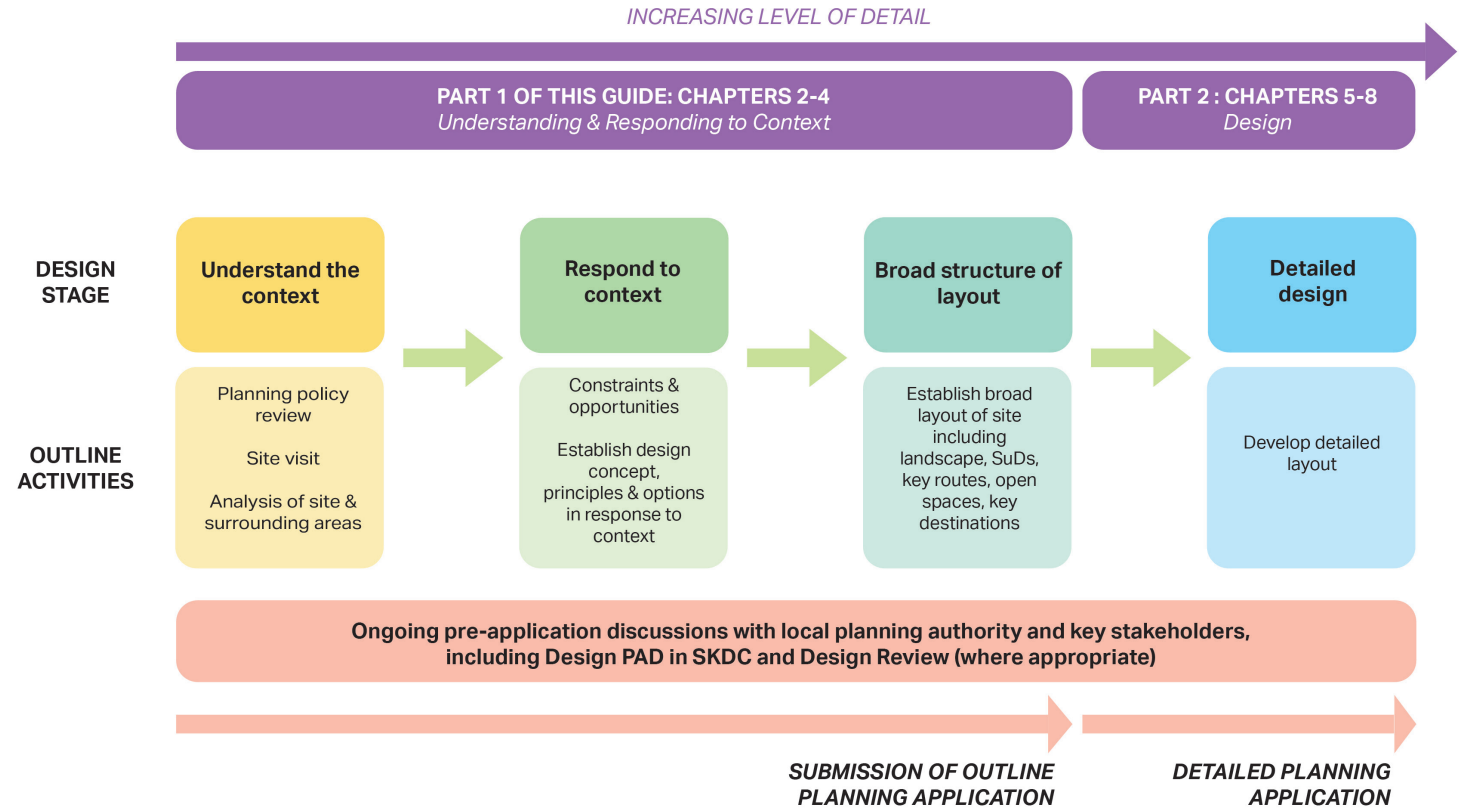 INCREASING LEVEL OF DETAIL
PART 1 OF THIS GUIDE: CHAPTERS 2-4
Understanding & Responding to Context
PART 2 : CHAPTERS 5-8
Design
DESIGN
STAGE
Understand the
context
Respond to
context
Broad structure of
layout
Detailed
design
OUTLINE
ACTIVITIES
Planning policy
review
Site visit
Analysis of site &
surrounding areas
Constraints &
opportunities
Establish design
concept,
principles & options
in response to
context
Establish broad
layout of site
including
landscape, SuDs,
key routes, open
spaces, key
destinations
Develop detailed
layout
Ongoing pre-application discussions with local planning authority and key stakeholders,
including Design PAD in SKDC and Design Review (where appropriate)
SUBMISSION OF OUTLINE
PLANNING APPLICATION
DETAILED PLANNING
APPLICATION